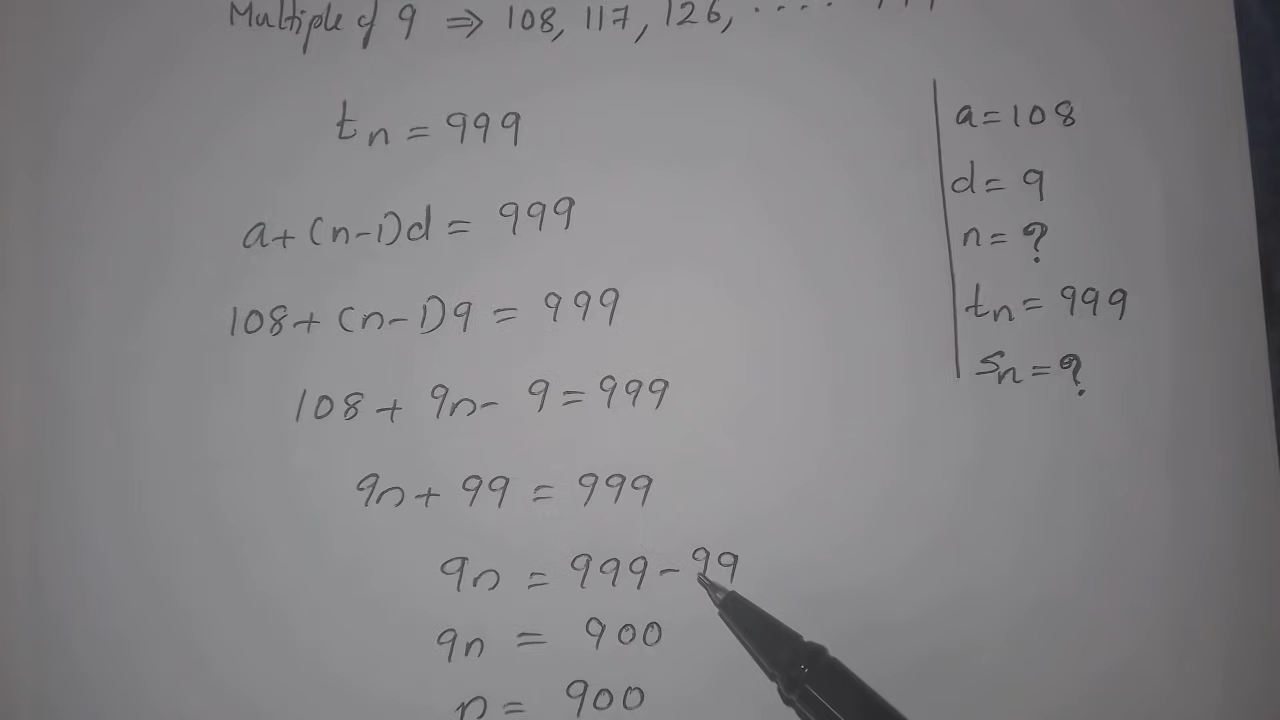 Multiple of 9 ⇒ 108, 117, 126, ....
tn = 999
a+(n-1)d = 999
108+(n-1)9 = 999
108+ 9n- 9=999
9n+ 99 = 999
9n = 999-99
9n = 900
n = 900
a=108
d= 9
n= ?
tn= 999
Sn=?